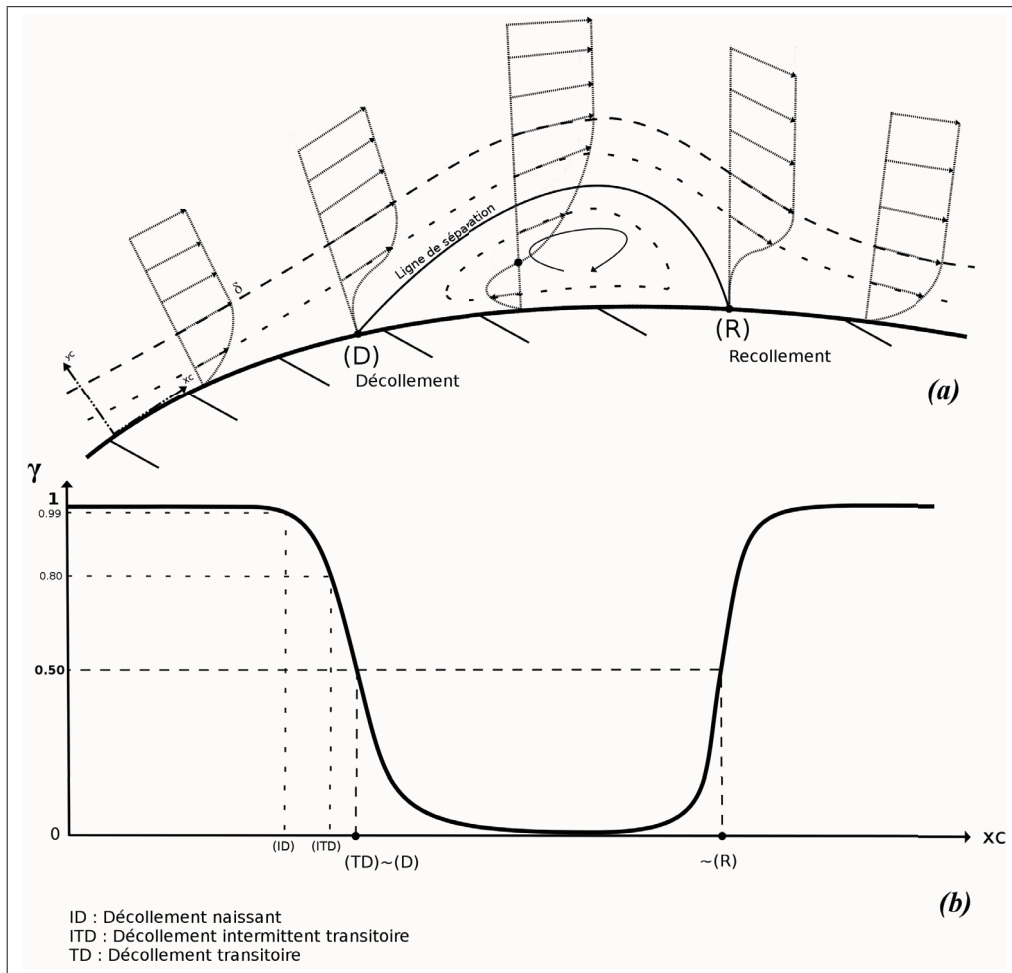 δ
Ligne de séparation
yc
xc
(D)
Décollement
(R)
Recollement
(a)
γ
1
0.99
0.80
0.50
0
(ID)
(ITD)
(TD)~(D)
~(R)
xc
(b)
ID : Décollement naissant
ITD : Décollement intermittent transitoire
TD : Décollement transitoire